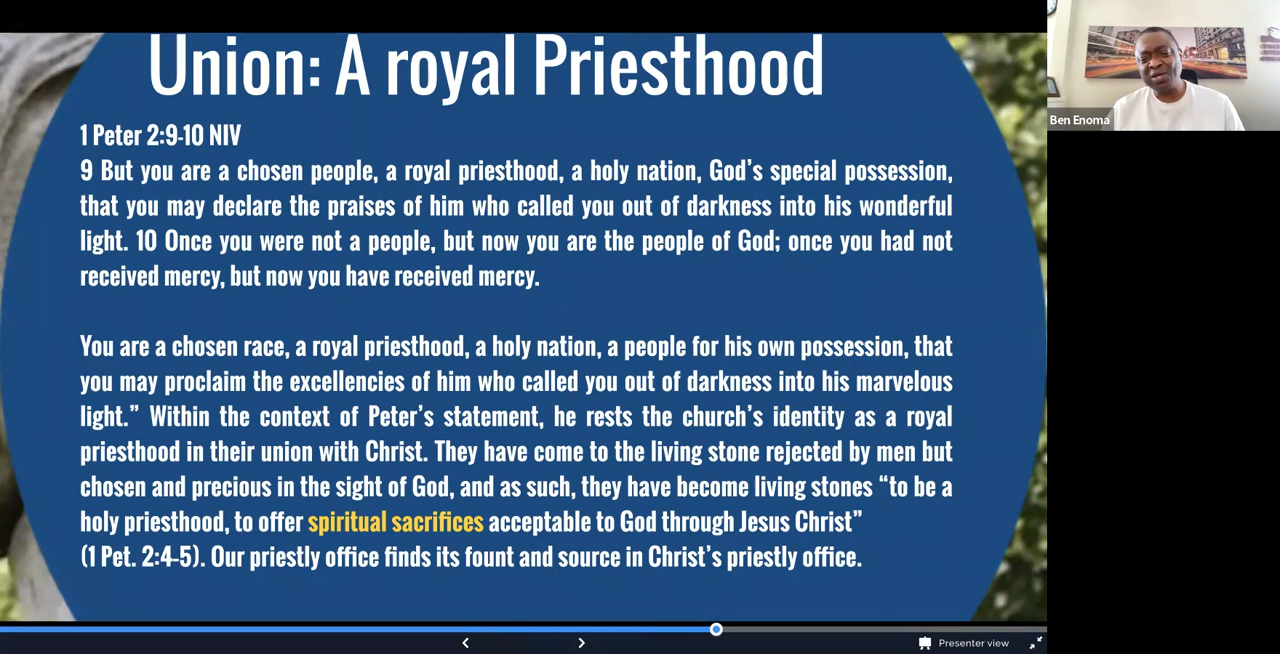 Union: A royal Priesthood
1 Peter 2:9-10 NIV
9 But you are a chosen people, a royal priesthood, a holy nation, God’s special possession,
that you may declare the praises of him who called you out of darkness into his wonderful
light. 10 Once you were not a people, but now you are the people of God; once you had not
received mercy, but now you have received mercy.
You are a chosen race, a royal priesthood, a holy nation, a people for his own possession, that
you may proclaim the excellencies of him who called you out of darkness into his marvelous
light.” Within the context of Peter’s statement, he rests the church’s identity as a royal
priesthood in their union with Christ. They have come to the living stone rejected by men but
chosen and precious in the sight of God, and as such, they have become living stones “to be a
holy priesthood, to offer spiritual sacrifices acceptable to God through Jesus Christ”
(1 Pet. 2:4-5). Our priestly office finds its fount and source in Christ’s priestly office.
Presenter view
Ben Enoma